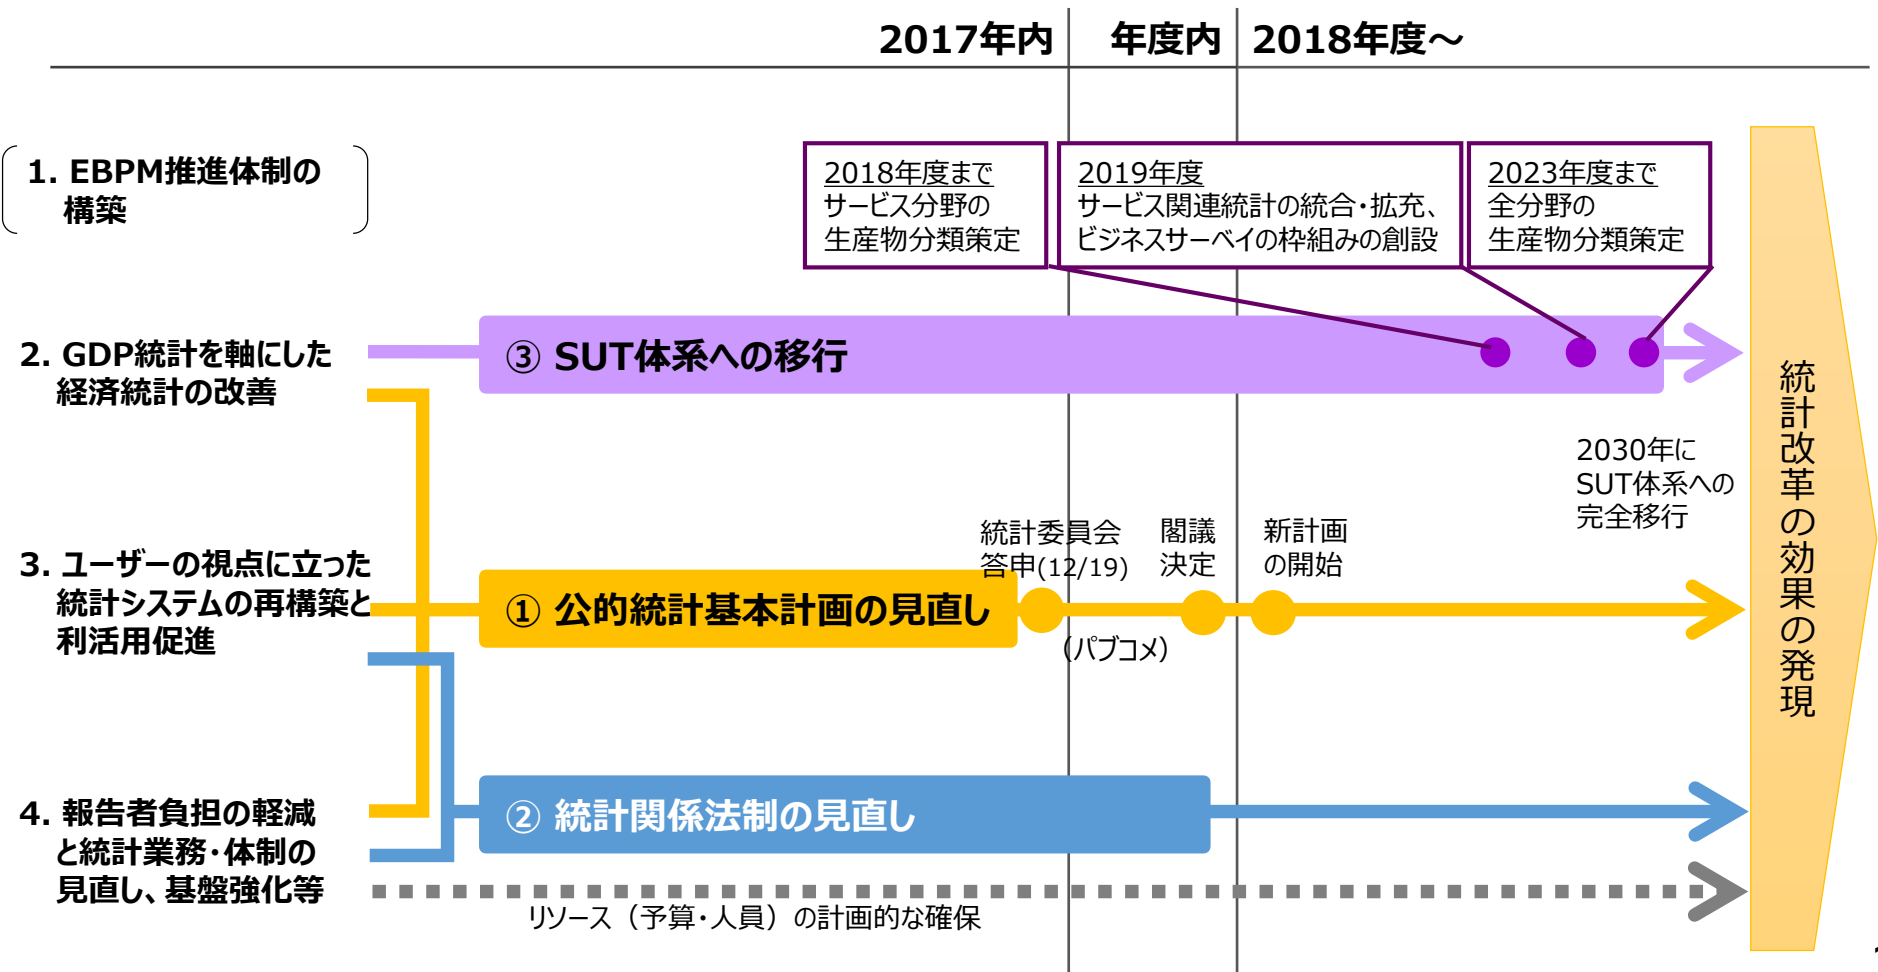 2017年内
年度内
2018年度～
1. EBPM推進体制の
構築
2018年度まで
サービス分野の
生産物分類策定
2019年度
サービス関連統計の統合・拡充、
ビジネスサーベイの枠組みの創設
2023年度まで
全分野の
生産物分類策定
2. GDP統計を軸にした
経済統計の改善
③ SUT体系への移行
2030年に
SUT体系への
完全移行
統計改革の効果の発現
3. ユーザーの視点に立った
統計システムの再構築と
利活用促進
統計委員会
答申(12/19)
閣議
決定
新計画
の開始
① 公的統計基本計画の見直し
（パブコメ）
4. 報告者負担の軽減
と統計業務・体制の
見直し、基盤強化等
② 統計関係法制の見直し
リソース（予算・人員）の計画的な確保